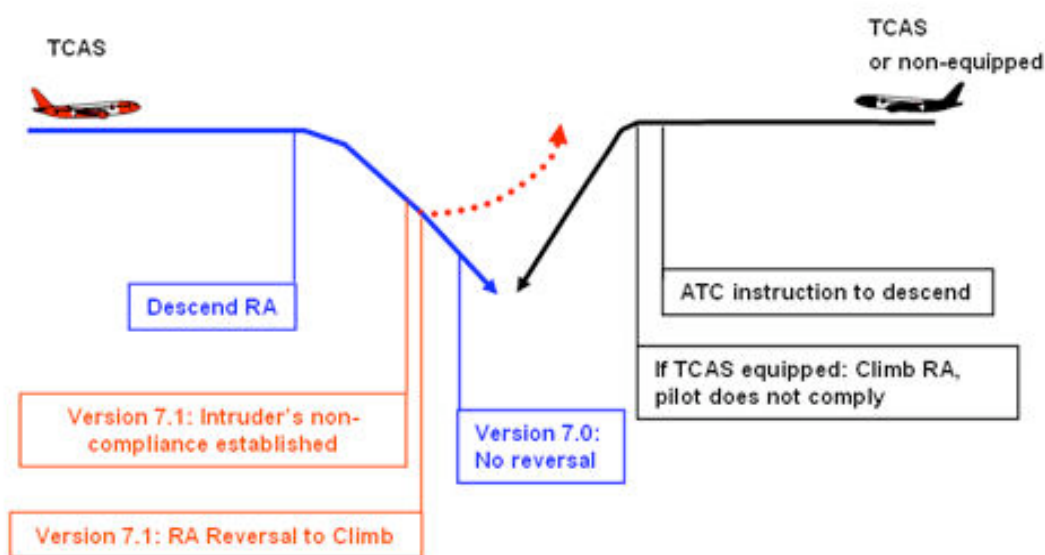 TCAS
TCAS
or non-equipped
Descend RA
ATC instruction to descend
If TCAS equipped: Climb RA,
pilot does not comply
Version 7.1: Intruder's non-
compliance established
Version 7.0:
No reversal
Version 7.1: RA Reversal to Climb